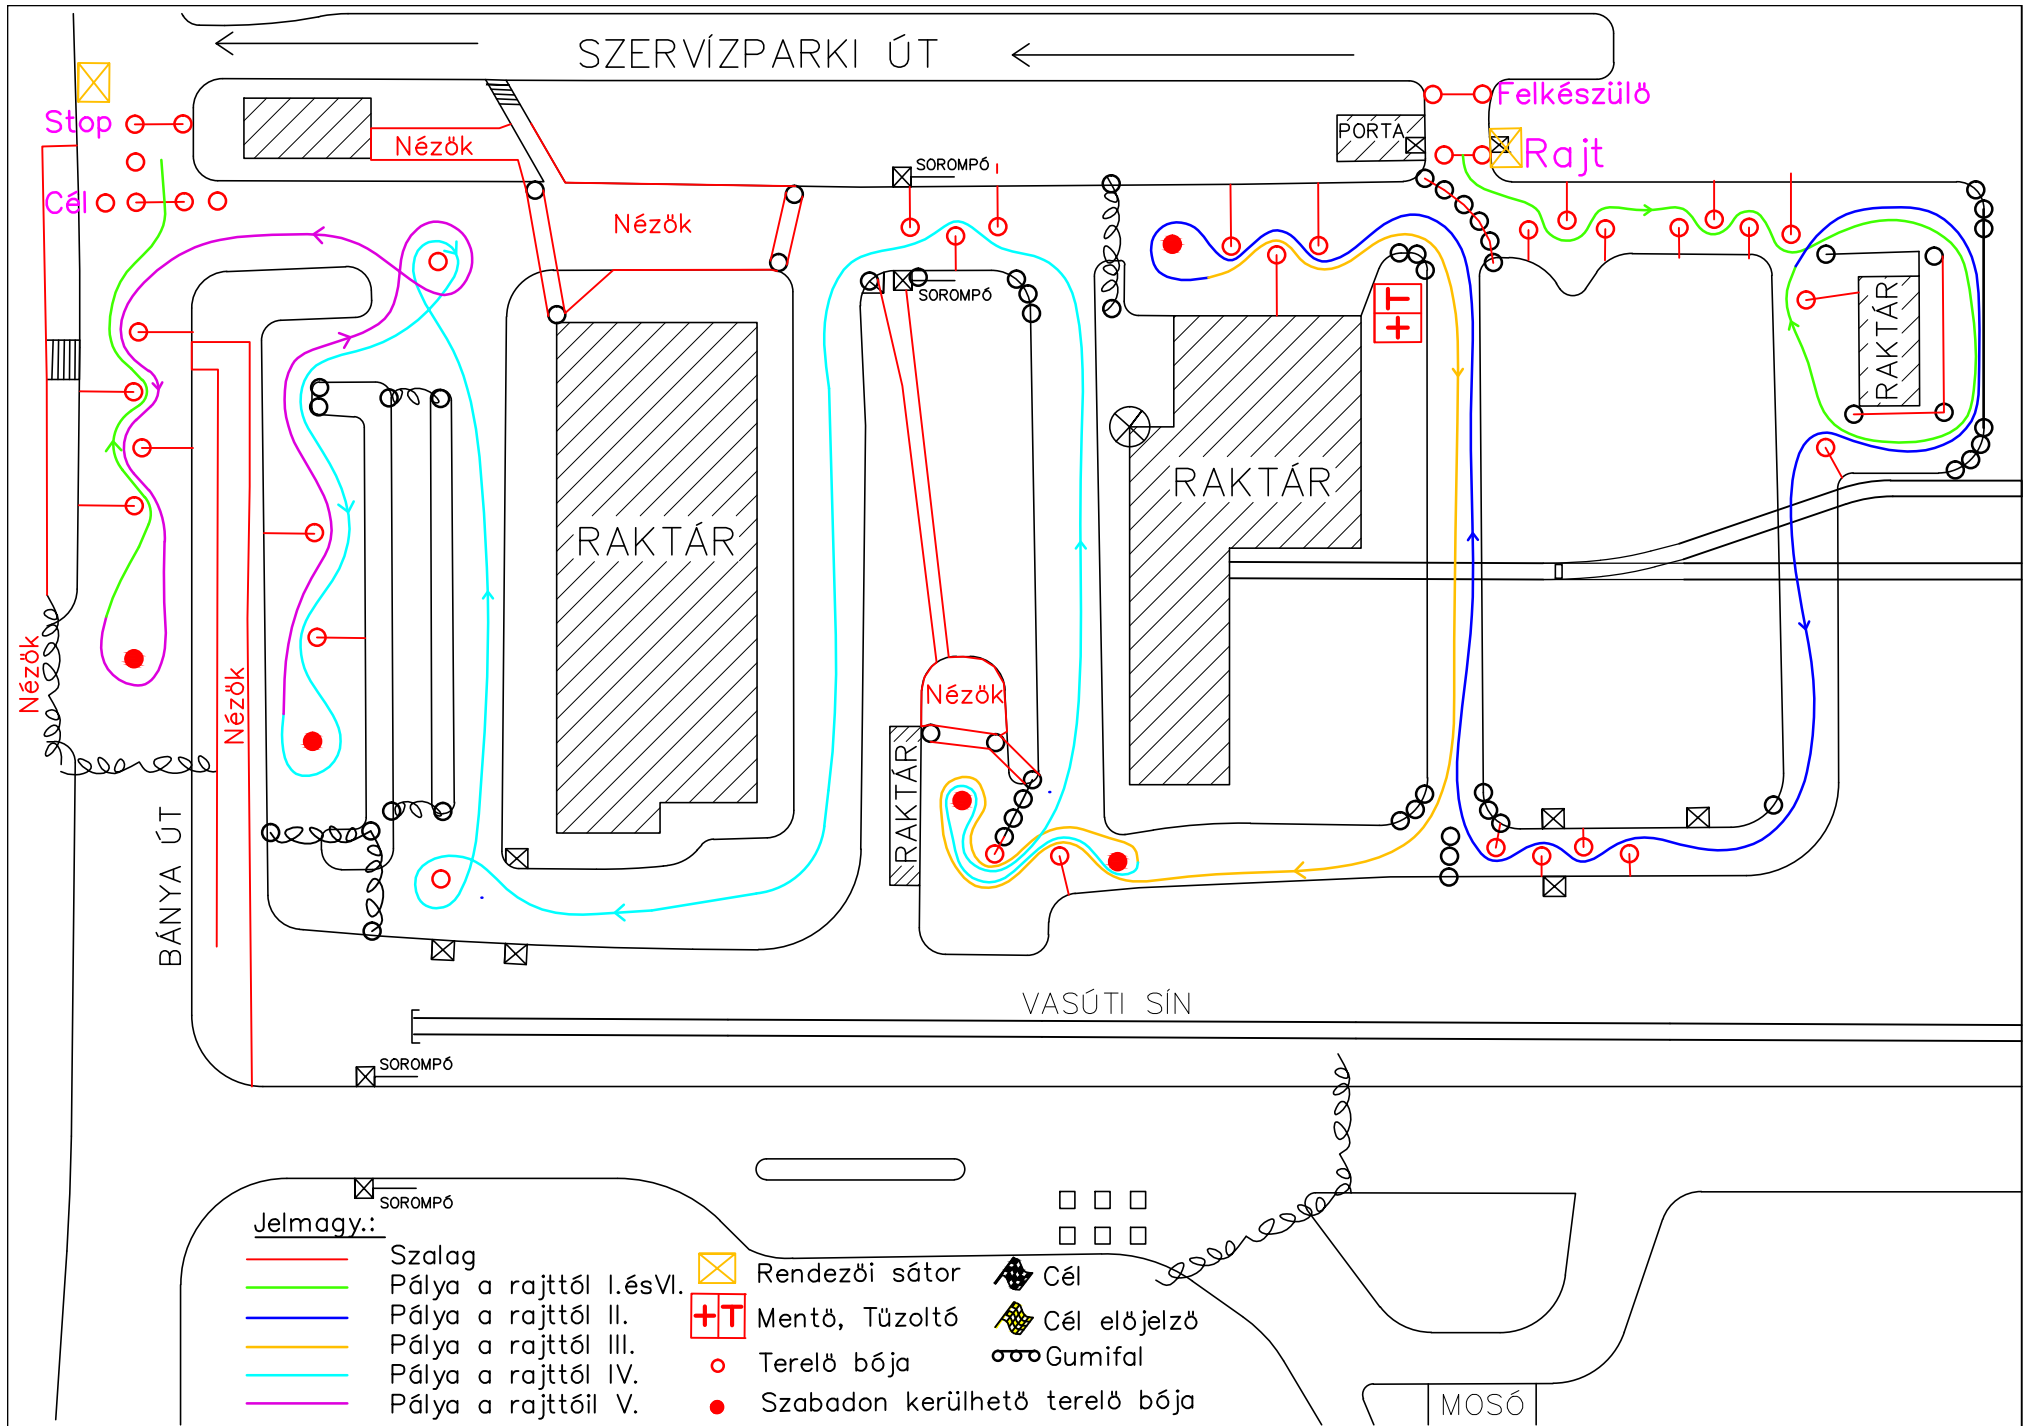 SZERVÍZPARKI ÚT
Felkészülő
Stop
PORTA
Nézők
Rajt
SOROMPÓ
Cél
Nézők
SOROMPÓ
RAKTÁR
RAKTÁR
RAKTÁR
Nézők
Nézők
Nézők
RAKTÁR
BÁNYA ÚT
VASÚTI SÍN
SOROMPÓ
SOROMPÓ
Jelmagy.:
Szalag
Pálya a rajttól I.ésVI.
Pálya a rajttól II.
Pálya a rajttól III.
Pálya a rajttól IV.
Pálya a rajttóil V.
Rendezői sátor
+T Mentő, Tüzoltó
Terelő bója
Szabadon kerülhető terelő bója
Cél
Cél előjelző
Gumifal
MOSÓ
+T